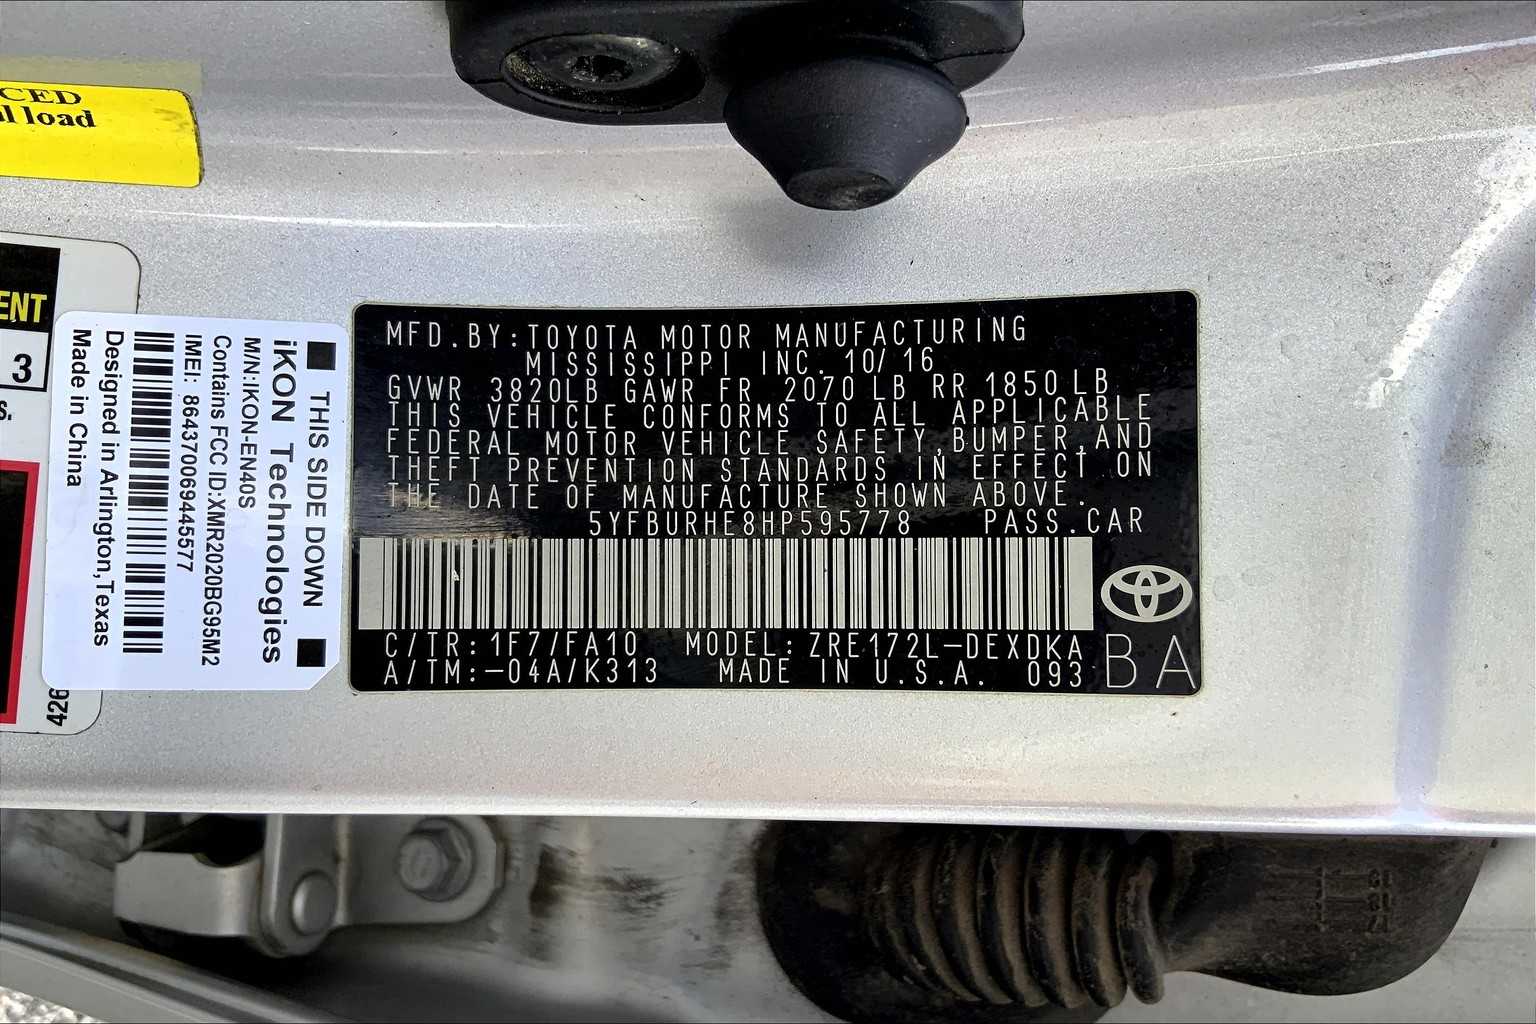 CED
l load
ENT
3
S.
THIS SIDE DOWN
iKON Technologies
M/N:IKON-EN40S
Contains FCC ID:XMR2020BG95M2
IMEI: 864370069445577
Designed in Arlington,Texas
Made in China
MFD.BY:TOYOTA MOTOR MANUFACTURING
MISSISSIPPI INC. 10/16
GVWR 3820LB GAWR FR 2070 LB RR 1850LB
THIS VEHICLE CONFORMS TO ALL APPLICABLE
FEDERAL MOTOR VEHICLE SAFETY,BUMPER,AND
THEFT PREVENTION STANDARDS IN EFFECT ON
THE DATE OF MANUFACTURE SHOWN ABOVE.
5YFBURHE8HP595778 PASS.CAR
C/TR:1F7/FA10 MODEL:ZRE172L-DEXDKA
A/TM:-04A/K313 MADE IN U.S.A. 093
BA